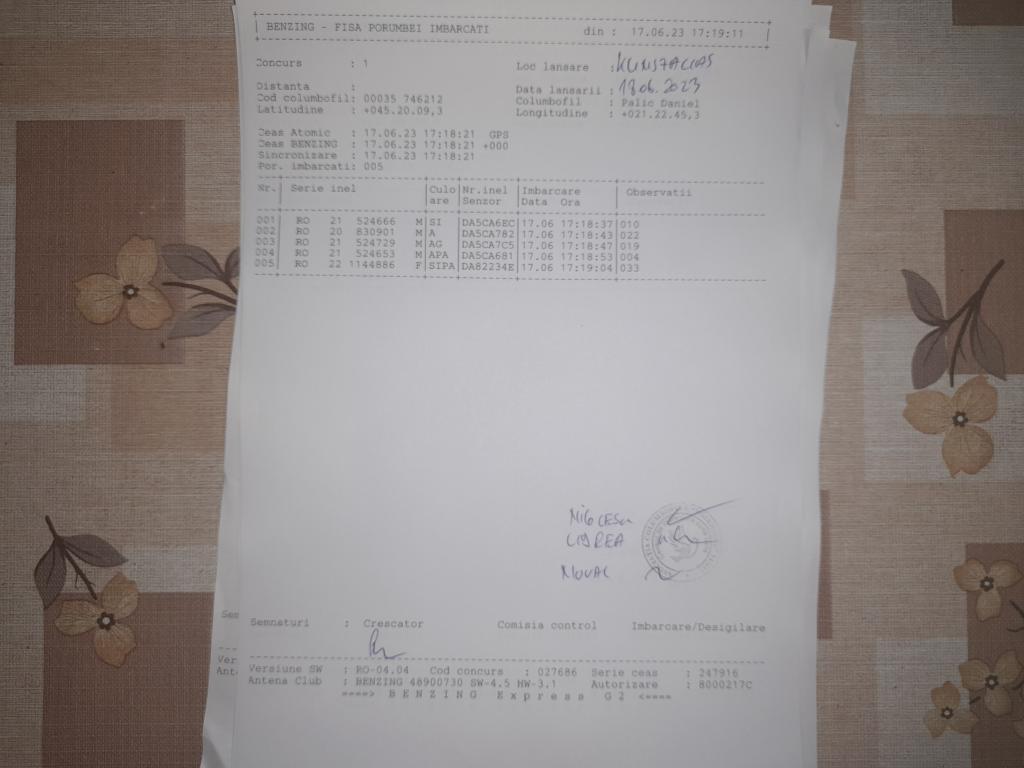 BENZING - FISA PORUMBEI IMBARCATI din : 17.06.23 17:19:11
Concurs : 1 Loc lansare :
Distanta : Data lansarii : 18.06.2023
Cod columbofil: 00035 746212 Columbofil : Palic Daniel
Latitudine : +045.20.09,3 Longitudine : +021.22.45,3
Ceas Atomic : 17.06.23 17:18:21 GPS
Ceas BENZING : 17.06.23 17:18:21 +000
Sincronizare : 17.06.23 17:18:21
Por. imbarcati: 005
Nr.| Serie inel |Culo|Nr.inel |Imbarcare | Observatii
are |Senzor |Data Ora
001| RO 21 524666 M|SI |DA5CA6EC|17.06 17:18:37|010
002| RO 20 830901 M|A |DA5CA782|17.06 17:18:43|022
003| RO 21 524729 M|AG |DA5CA7C5|17.06 17:18:47|019
004| RO 21 524653 M|APA |DA5CA681|17.06 17:18:53|004
005| RO 22 1144886 F|SIPA|DA82234E|17.06 17:19:04|033
Semnaturi : Crescator Comisia control Imbarcare/Desigilare
Versiune SW : RO-04.04 Cod concurs : 027686 Serie ceas : 247916
Antena Club : BENZING 48900730 SW-4.5 HW-3.1 Autorizare : 8000217C
====> B E N Z I N G E x p r e s s G 2 <====